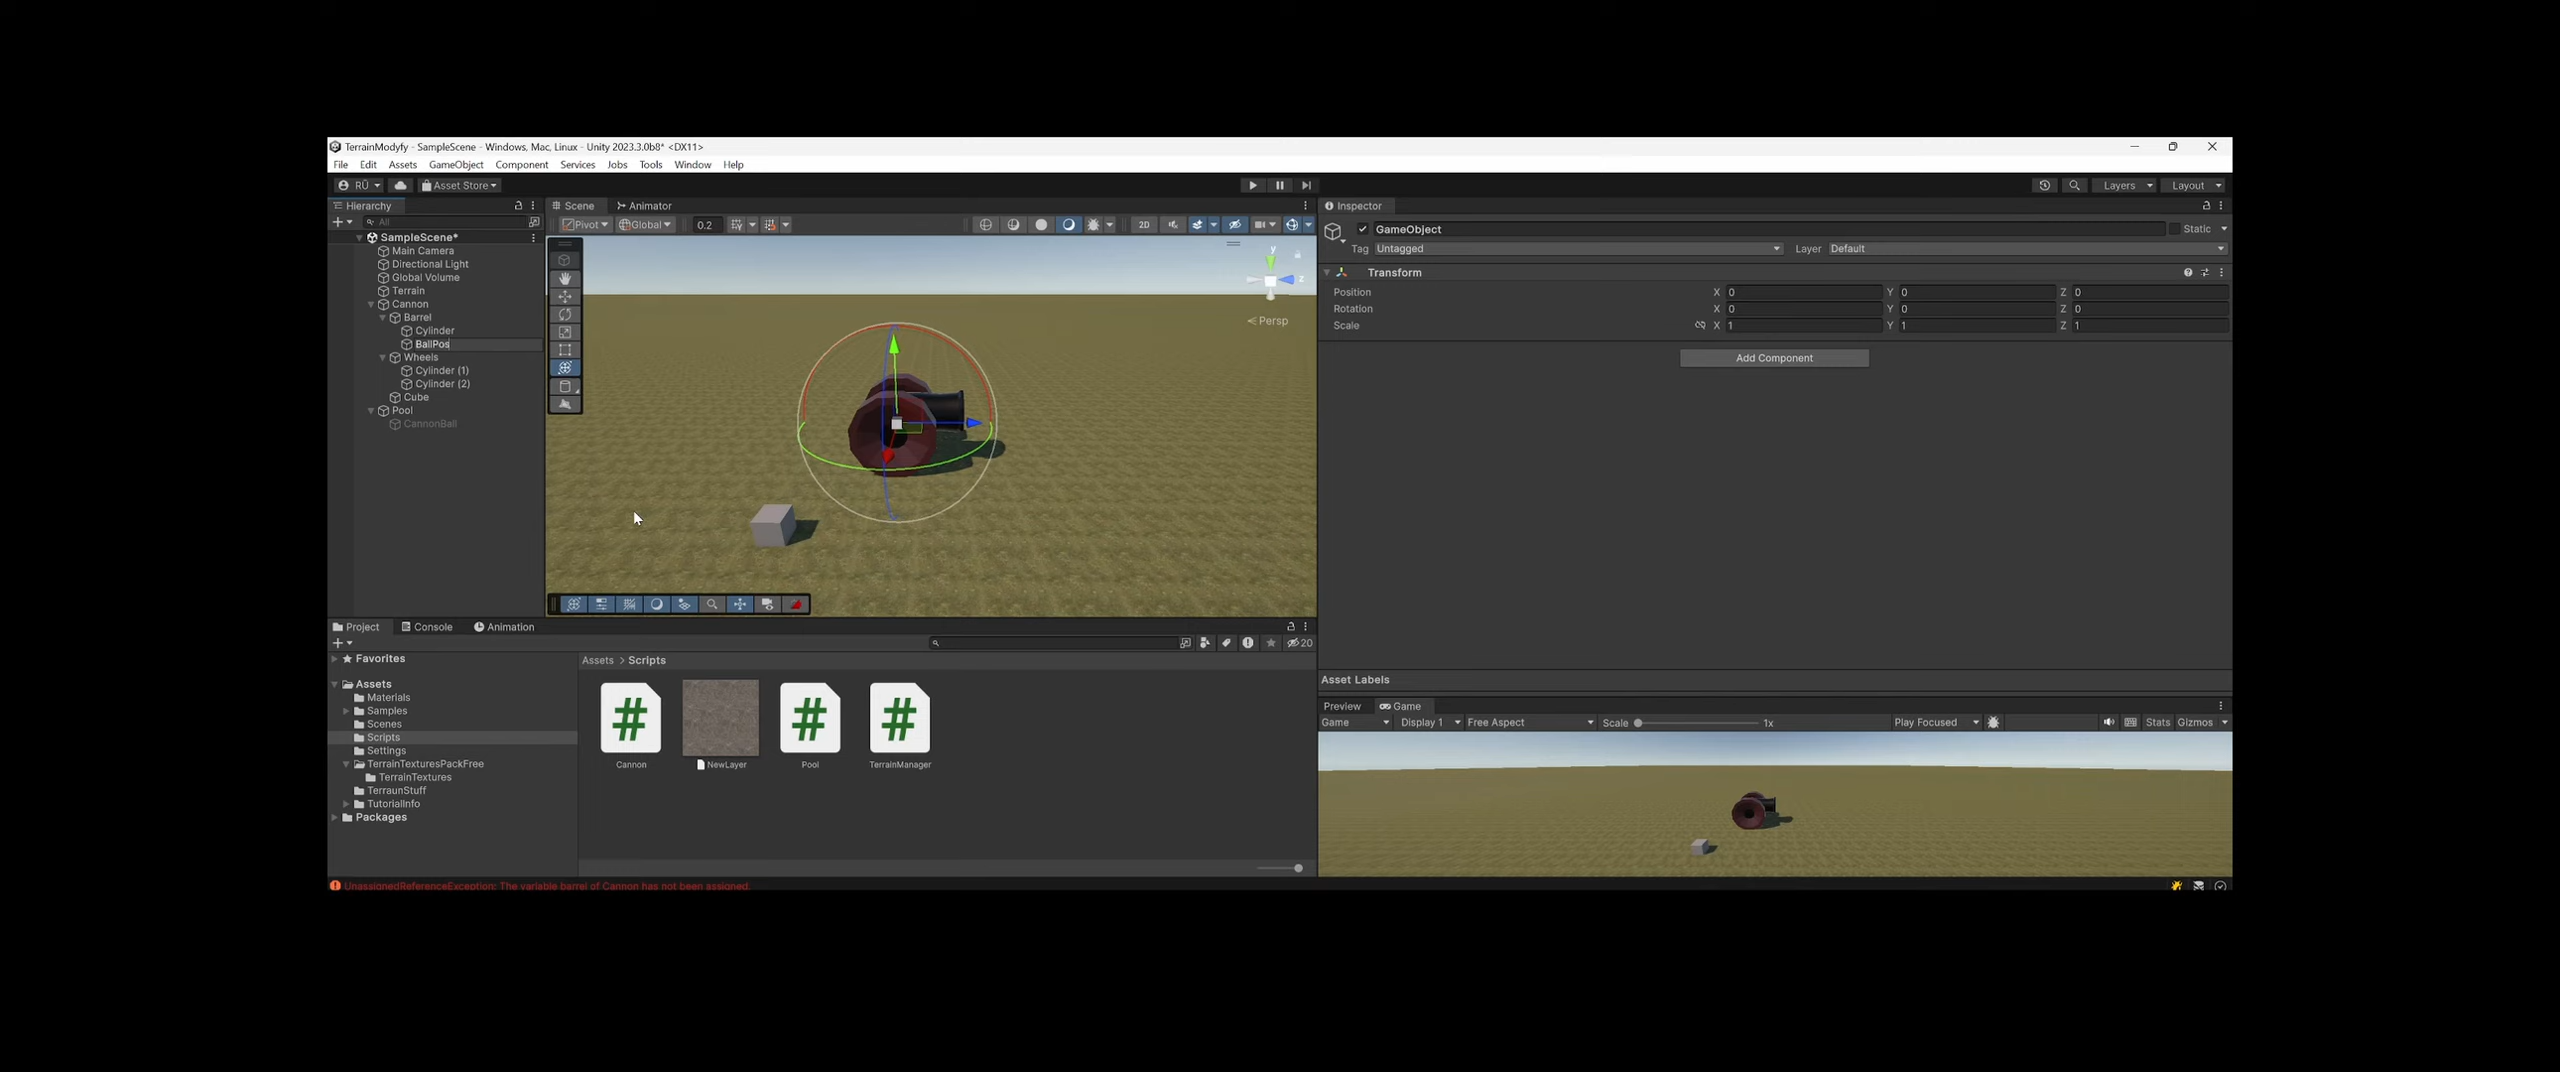 TerrainModyfy - SampleScene - Windows, Mac, Linux - Unity 2023.3.0b8* <DX11>
File Edit Assets GameObject Component Services Jobs Tools Window Help
RÜ Asset Store Layers Layout
Hierarchy
All
SampleScene*
Main Camera
Directional Light
Global Volume
Terrain
Cannon
Barrel
Cylinder
BallPos
Wheels
Cylinder (1)
Cylinder (2)
Cube
Pool
CannonBall
Scene Animator
Pivot Global 0.2 2D
y
z
Persp
Inspector
GameObject Static
Tag Untagged Layer Default
Transform
Position X 0 Y 0 Z 0
Rotation X 0 Y 0 Z 0
Scale X 1 Y 1 Z 1
Add Component
Asset Labels
Preview Game
Game Display 1 Free Aspect Scale 1x Play Focused Stats Gizmos
Project Console Animation
20
Favorites
Assets
Materials
Samples
Scenes
Scripts
Settings
TerrainTexturesPackFree
TerrainTextures
TerraunStuff
TutorialInfo
Packages
Assets > Scripts
Cannon NewLayer Pool TerrainManager
UnassignedReferenceException: The variable barrel of Cannon has not been assigned.